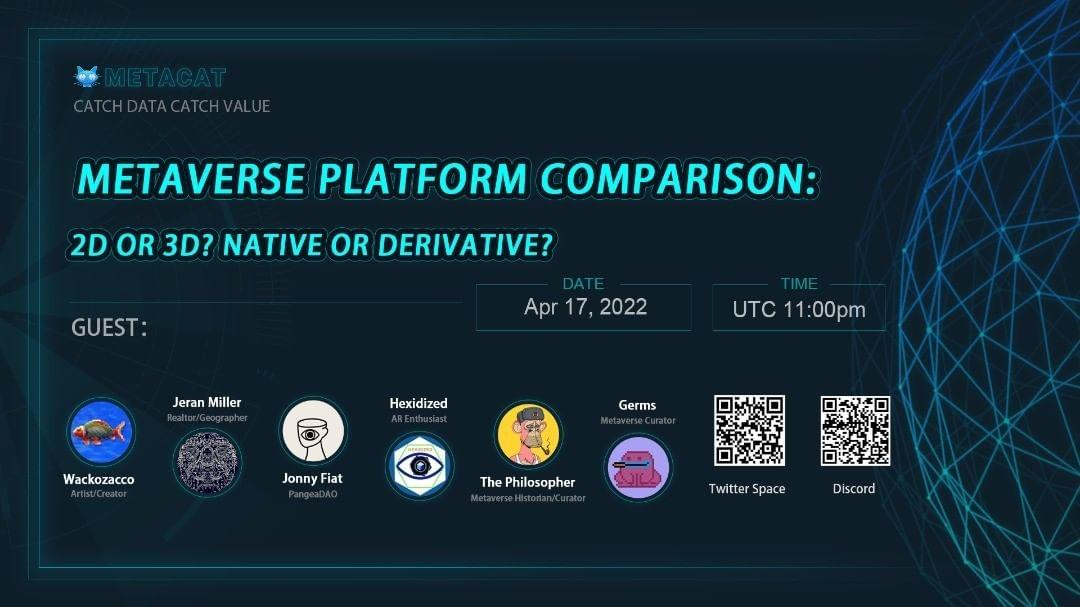 METACAT
CATCH DATA CATCH VALUE
METAVERSE PLATFORM COMPARISON:
2D OR 3D? NATIVE OR DERIVATIVE?
DATE
Apr 17, 2022
TIME
UTC 11:00pm
GUEST:
Wackozacco
Artist/Creator
Jeran Miller
Realtor/Geographer
Jonny Fiat
PangeaDAO
Hexidized
AR Enthusiast
The Philosopher
Metaverse Historian/Curator
Germs
Metaverse Curator
Twitter Space
Discord